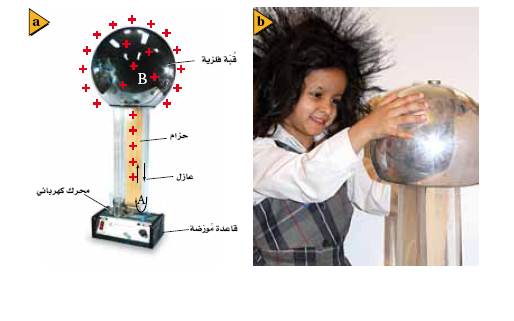 a
b
قُبّة فلزية
B
حزام
عازل
محرك كهربائي
A
قاعدة مُؤرّضة